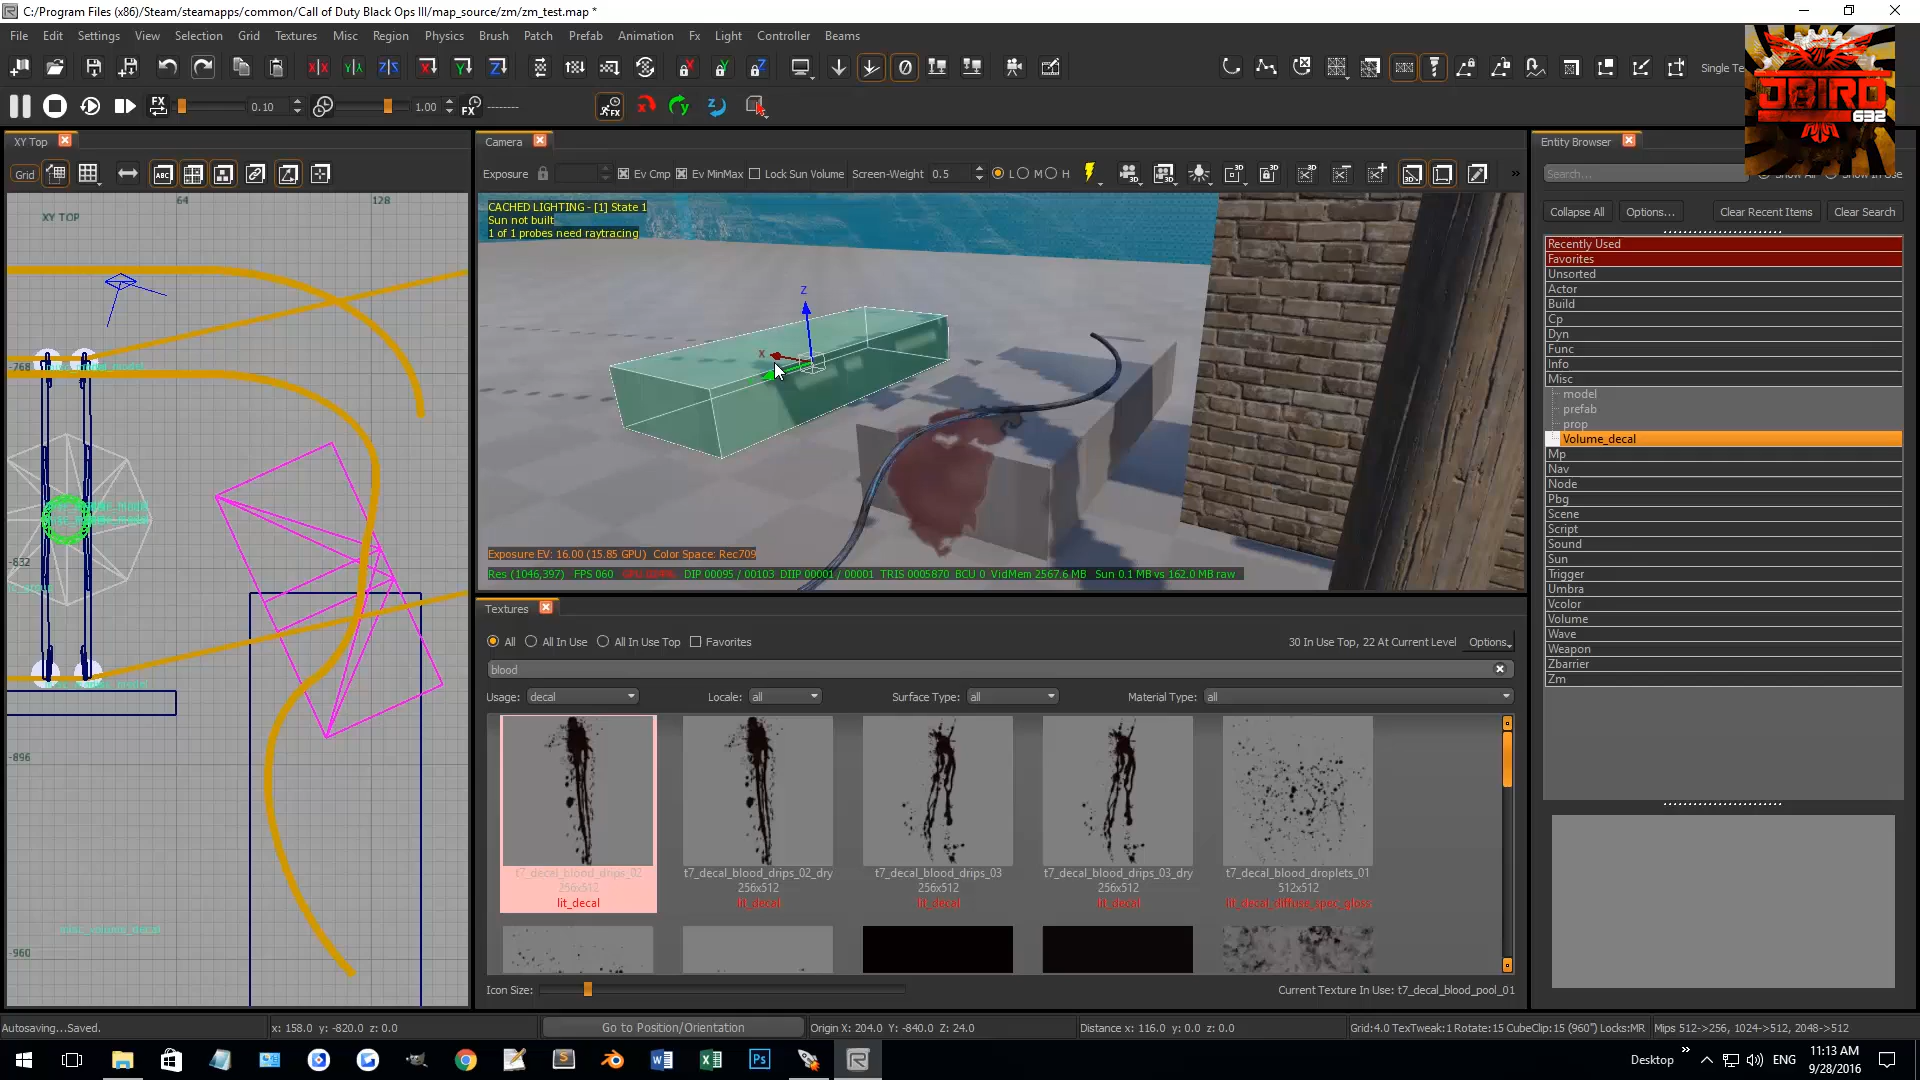 C:/Program Files (x86)/Steam/steamapps/common/Call of Duty Black Ops III/map_source/zm/zm_test.map *
File Edit Settings View Selection Grid Textures Misc Region Physics Brush Patch Prefab Animation Fx Light Controller Beams
Single Te
JBIRD
632
FX 0.10 1.00 FX --------
XY Top
Camera
Entity Browser
Grid
Exposure Ev Cmp Ev MinMax Lock Sun Volume Screen-Weight 0.5 L M H
Search...
Collapse All Options... Clear Recent Items Clear Search
64 128
XY TOP
-768
-832
-896
-960
misc_volume_decal
CACHED LIGHTING - [1] State 1
Sun not built
1 of 1 probes need raytracing
Z
X
Exposure EV: 16.00 (15.85 GPU) Color Space: Rec709
Res (1046,397) FPS 060 DIP 00095 / 00103 DIIP 00001 / 00001 TRIS 0005870 BCU 0 VidMem 2567.6 MB Sun 0.1 MB vs 162.0 MB raw
Recently Used
Favorites
Unsorted
Actor
Build
Cp
Dyn
Func
Info
Misc
model
prefab
prop
Volume_decal
Mp
Nav
Node
Pbg
Scene
Script
Sound
Sun
Trigger
Umbra
Vcolor
Volume
Wave
Weapon
Zbarrier
Zm
Textures
All All In Use All In Use Top Favorites 30 In Use Top, 22 At Current Level Options
blood
Usage: decal Locale: all Surface Type: all Material Type: all
t7_decal_blood_drips_02
256x512
lit_decal
t7_decal_blood_drips_02_dry
256x512
lit_decal
t7_decal_blood_drips_03
256x512
lit_decal
t7_decal_blood_drips_03_dry
256x512
lit_decal
t7_decal_blood_droplets_01
512x512
lit_decal_diffuse_spec_gloss
Icon Size: Current Texture In Use: t7_decal_blood_pool_01
Autosaving...Saved. x: 158.0 y: -820.0 z: 0.0 Go to Position/Orientation Origin X: 204.0 Y: -840.0 Z: 24.0 Distance x: 116.0 y: 0.0 z: 0.0 Grid:4.0 TexTweak:1 Rotate:15 CubeClip:15 (960") Locks:MR Mips 512->256, 1024->512, 2048->512
Desktop ENG 11:13 AM
9/28/2016